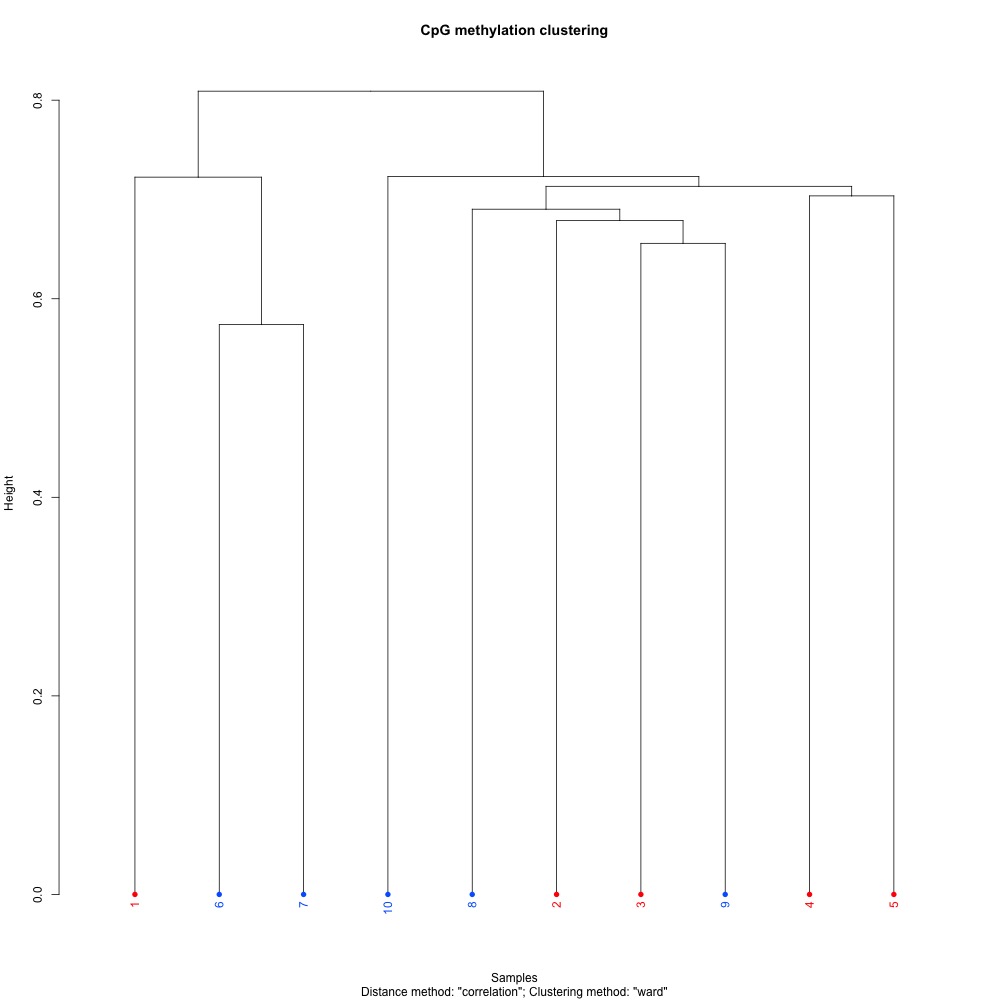 CpG methylation clustering
Height
0.8
0.6
0.4
0.2
0.0
1 6 7 10 8 2 3 9 4 5
Samples
Distance method: "correlation"; Clustering method: "ward"